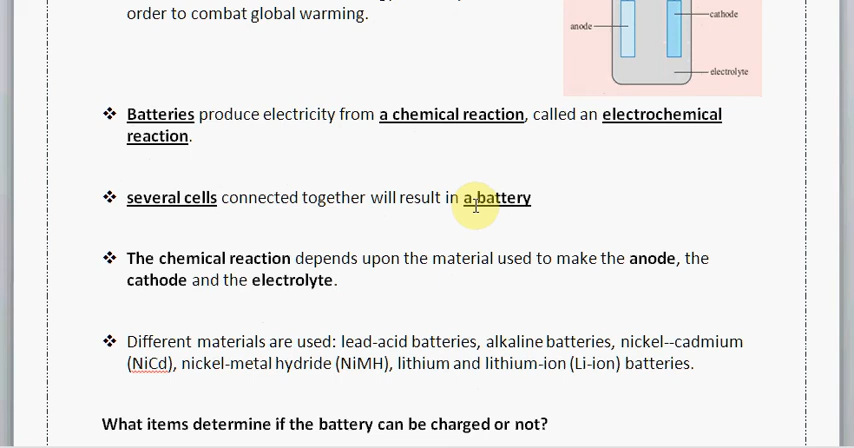 order to combat global warming.
cathode
anode
electrolyte
❖ Batteries produce electricity from a chemical reaction, called an electrochemical
reaction.
❖ several cells connected together will result in a battery
❖ The chemical reaction depends upon the material used to make the anode, the
cathode and the electrolyte.
❖ Different materials are used: lead-acid batteries, alkaline batteries, nickel--cadmium
(NiCd), nickel-metal hydride (NiMH), lithium and lithium-ion (Li-ion) batteries.
What items determine if the battery can be charged or not?